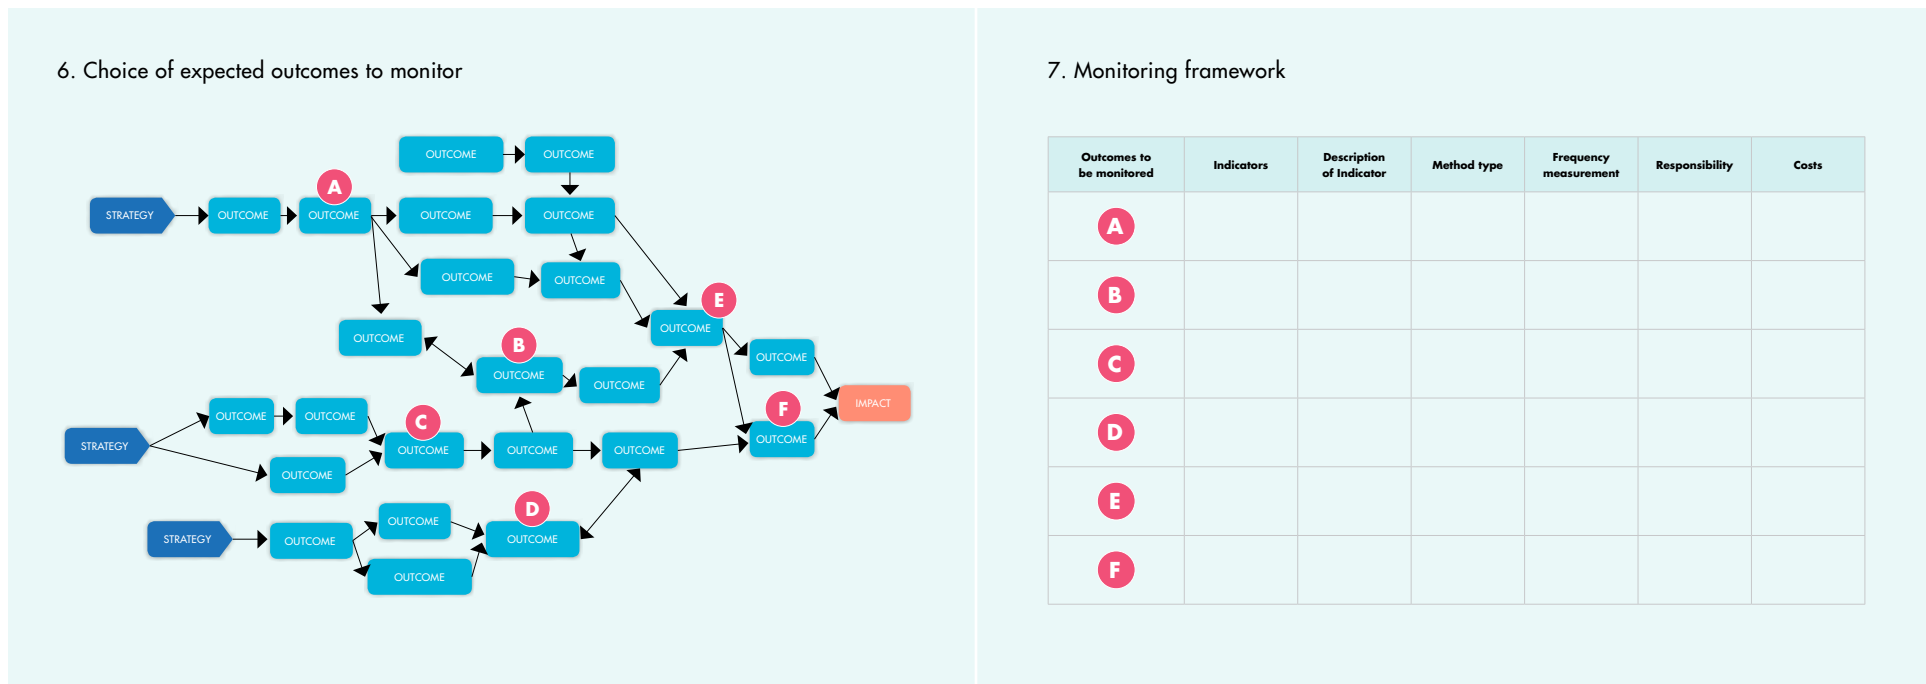 6. Choice of expected outcomes to monitor
OUTCOME
OUTCOME
A
STRATEGY
OUTCOME
OUTCOME
OUTCOME
OUTCOME
OUTCOME
OUTCOME
E
OUTCOME
OUTCOME
B
OUTCOME
OUTCOME
OUTCOME
IMPACT
F
OUTCOME
OUTCOME
OUTCOME
C
STRATEGY
OUTCOME
OUTCOME
OUTCOME
OUTCOME
OUTCOME
D
STRATEGY
OUTCOME
OUTCOME
OUTCOME
OUTCOME
7. Monitoring framework
Outcomes to
be monitored
Indicators
Description
of Indicator
Method type
Frequency
measurement
Responsibility
Costs
A
B
C
D
E
F